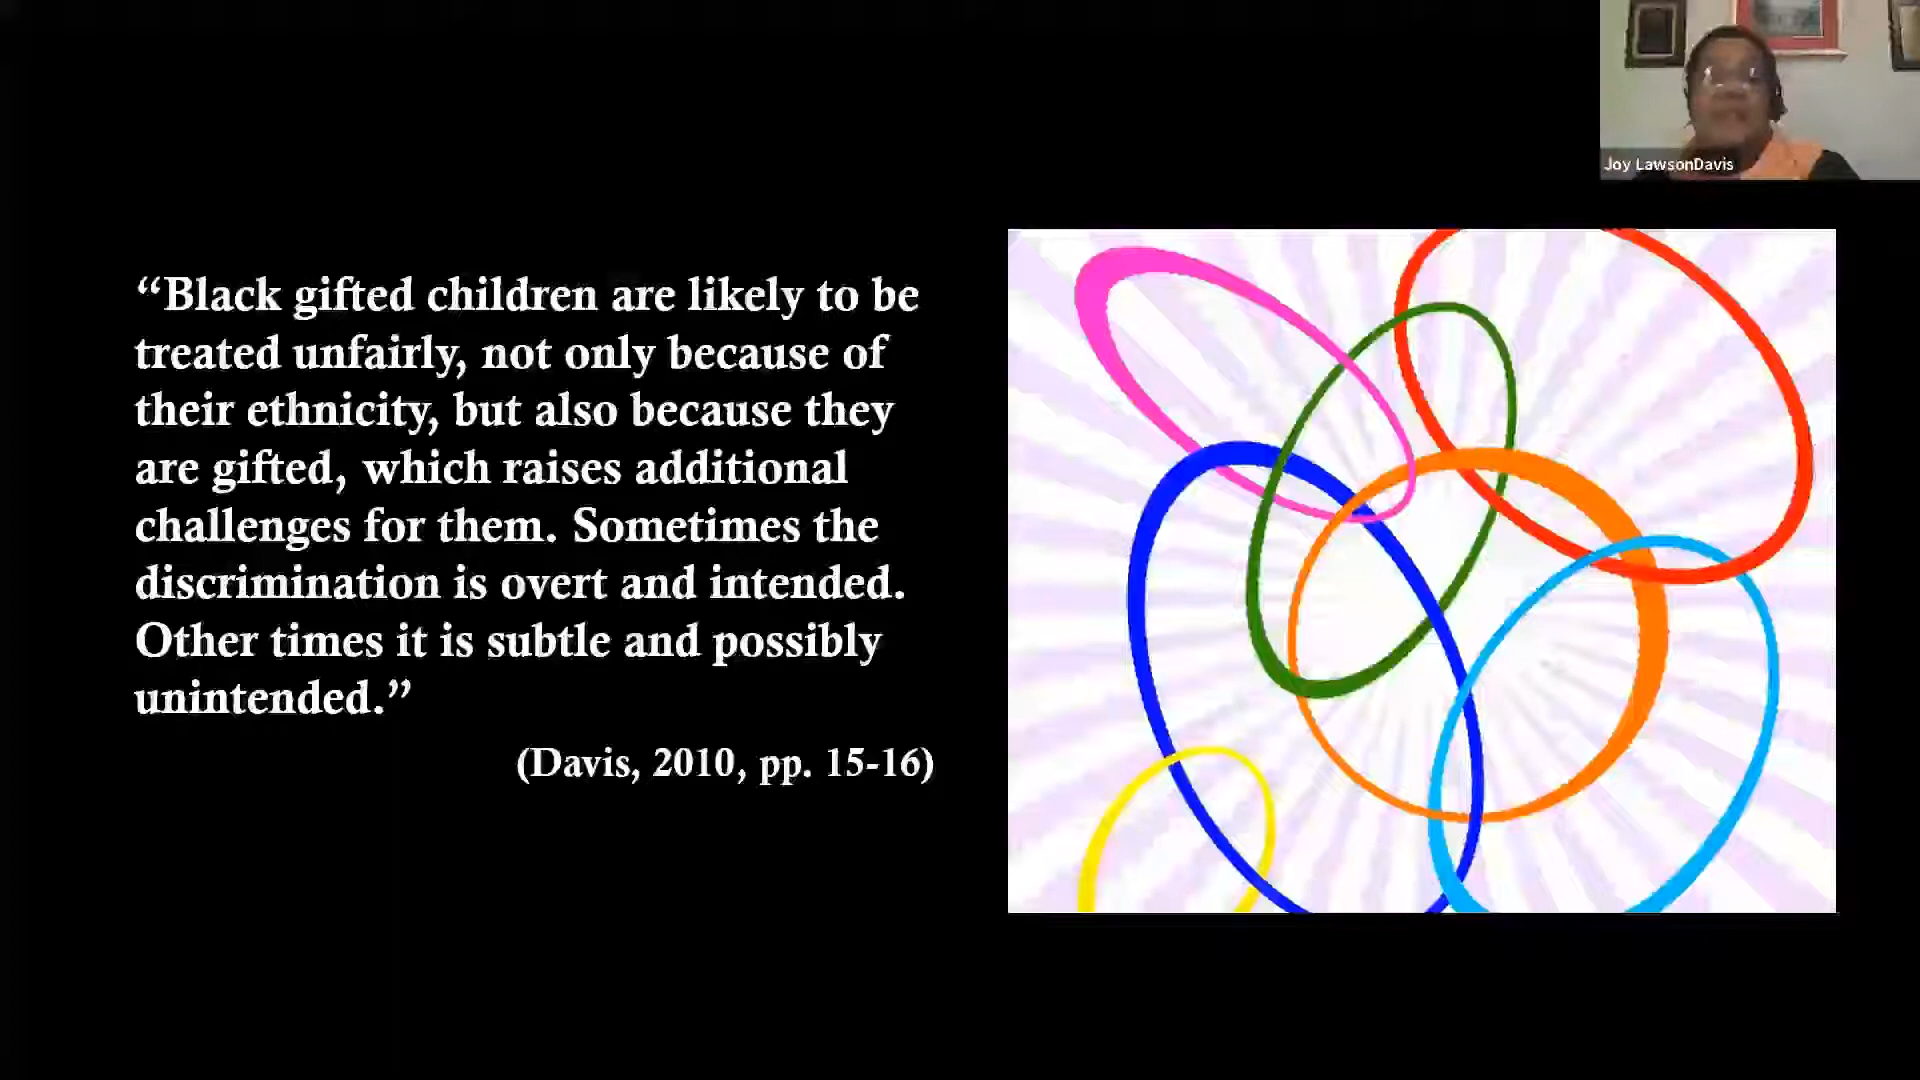 Joy LawsonDavis
“Black gifted children are likely to be
treated unfairly, not only because of
their ethnicity, but also because they
are gifted, which raises additional
challenges for them. Sometimes the
discrimination is overt and intended.
Other times it is subtle and possibly
unintended.”
(Davis, 2010, pp. 15-16)